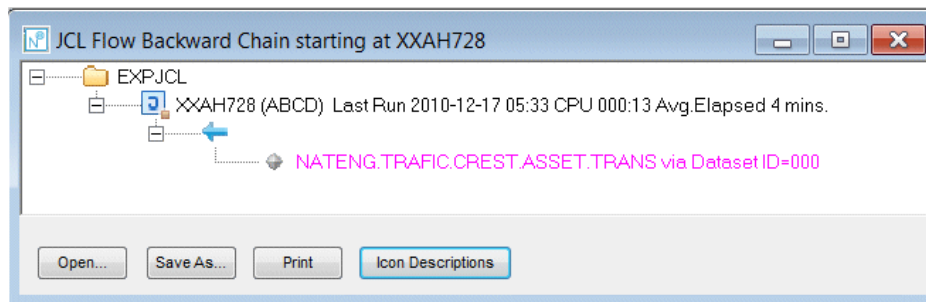 JCL Flow Backward Chain starting at XXAH728
EXPJCL
XXAH728 (ABCD) Last Run 2010-12-17 05:33 CPU 000:13 Avg.Elapsed 4 mins.
NATENG.TRAFIC.CREST.ASSET.TRANS via Dataset ID=000
Open... Save As... Print Icon Descriptions